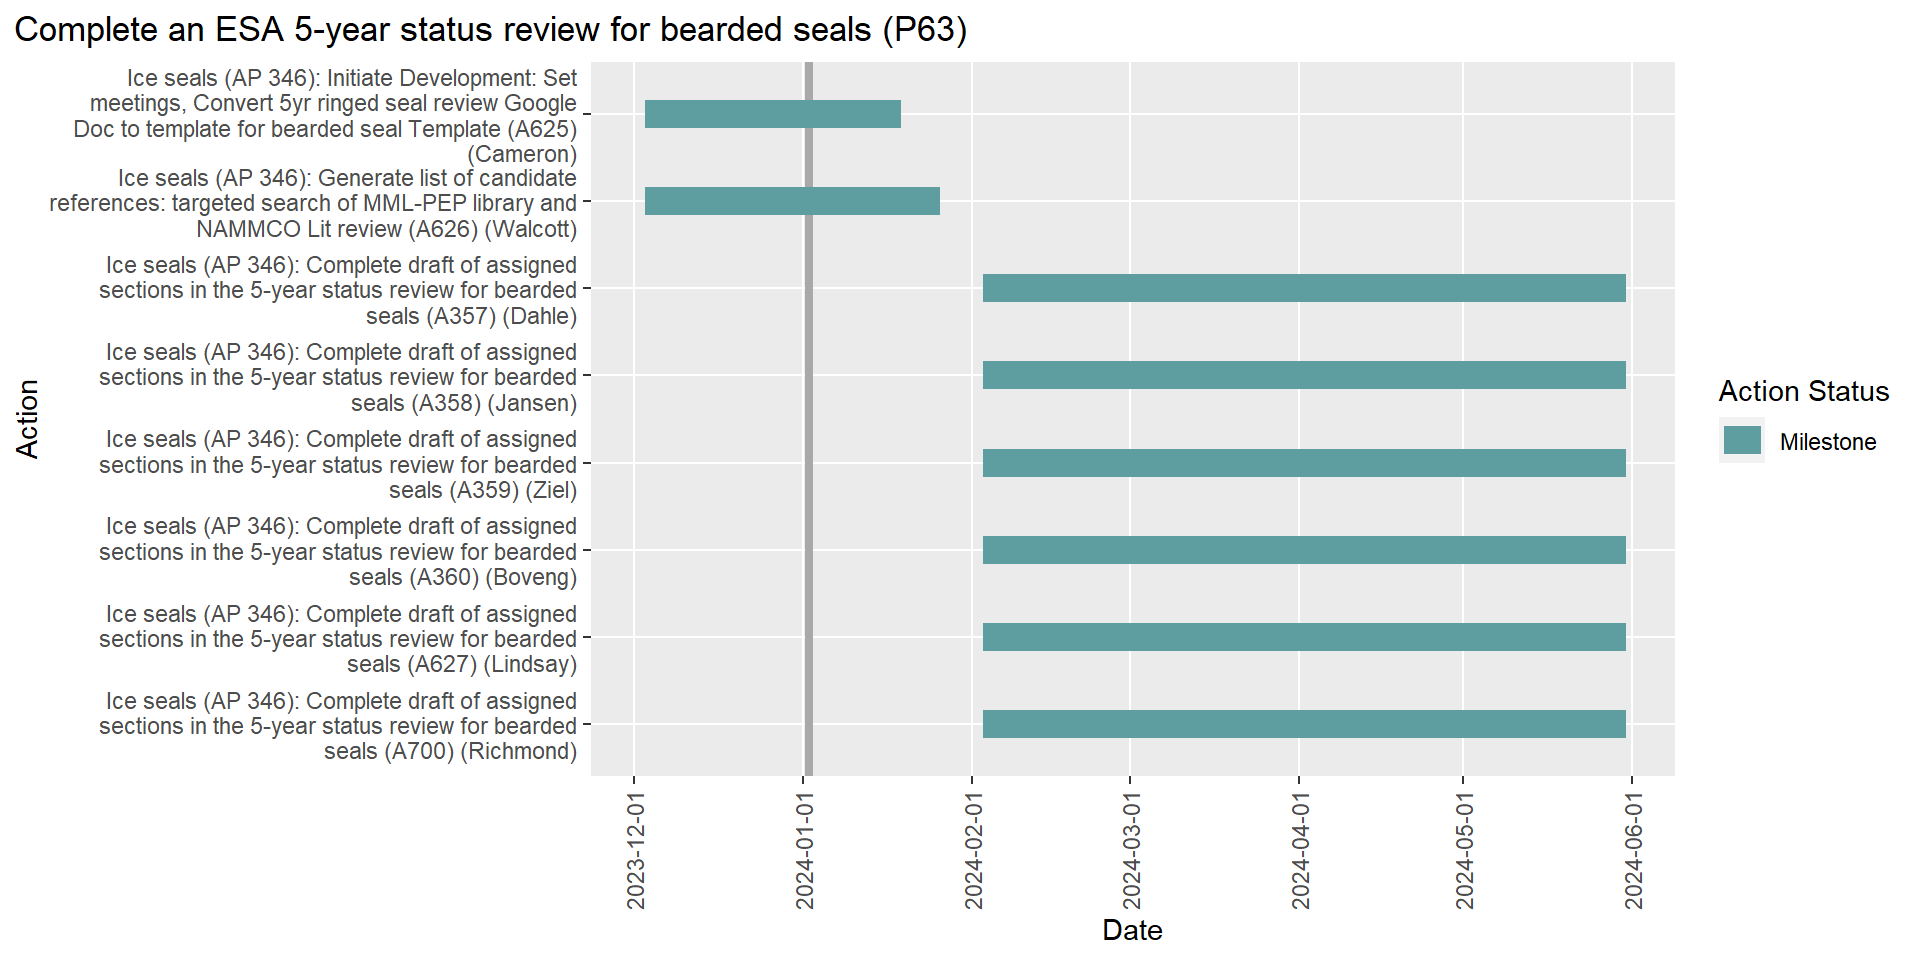 Complete an ESA 5-year status review for bearded seals (P63)
Action
Ice seals (AP 346): Initiate Development: Set
meetings, Convert 5yr ringed seal review Google
Doc to template for bearded seal Template (A625)
(Cameron)
Ice seals (AP 346): Generate list of candidate
references: targeted search of MML-PEP library and
NAMMCO Lit review (A626) (Walcott)
Ice seals (AP 346): Complete draft of assigned
sections in the 5-year status review for bearded
seals (A357) (Dahle)
Ice seals (AP 346): Complete draft of assigned
sections in the 5-year status review for bearded
seals (A358) (Jansen)
Ice seals (AP 346): Complete draft of assigned
sections in the 5-year status review for bearded
seals (A359) (Ziel)
Ice seals (AP 346): Complete draft of assigned
sections in the 5-year status review for bearded
seals (A360) (Boveng)
Ice seals (AP 346): Complete draft of assigned
sections in the 5-year status review for bearded
seals (A627) (Lindsay)
Ice seals (AP 346): Complete draft of assigned
sections in the 5-year status review for bearded
seals (A700) (Richmond)
2023-12-01
2024-01-01
2024-02-01
2024-03-01
2024-04-01
2024-05-01
2024-06-01
Date
Action Status
Milestone